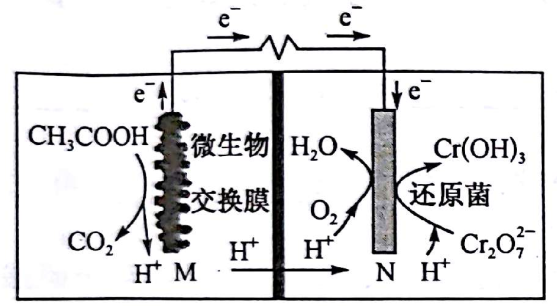 e⁻ e⁻
e⁻ e⁻
CH₃COOH 微生物 H₂O Cr(OH)₃
交换膜 O₂ 还原菌
CO₂ H⁺ H⁺ Cr₂O₇²⁻
H⁺ M N H⁺